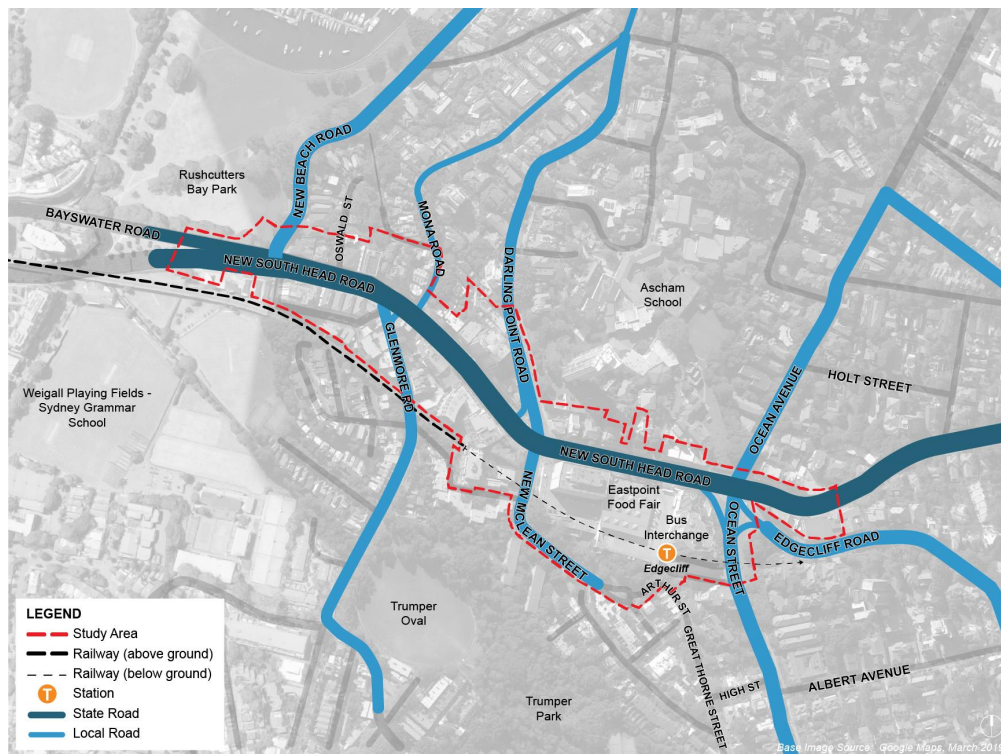 NEW BEACH ROAD
Rushcutters
Bay Park
OSWALD ST
MONA ROAD
BAYSWATER ROAD
NEW SOUTH HEAD ROAD
DARLING POINT ROAD
Ascham
School
GLENMORE RD
HOLT STREET
OCEAN AVENUE
Weigall Playing Fields -
Sydney Grammar
School
NEW SOUTH HEAD ROAD
NEW MCLEAN STREET
Eastpoint
Food Fair
Bus
Interchange
T
Edgecliff
OCEAN STREET
EDGECLIFF ROAD
ARTHUR ST
GREAT THORNE STREET
Trumper
Oval
Trumper
Park
HIGH ST
ALBERT AVENUE
LEGEND
Study Area
Railway (above ground)
Railway (below ground)
T Station
State Road
Local Road
Base Image Source: Google Maps, March 201